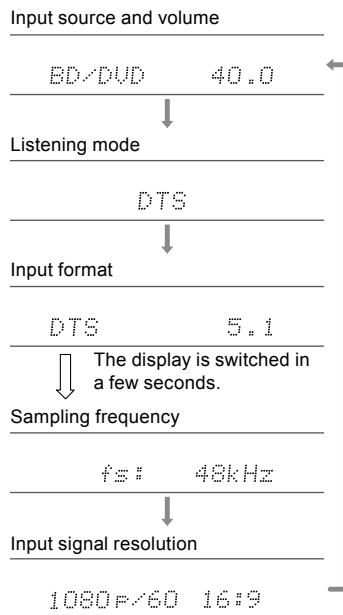 Input source and volume
BD/DVD 40.0
Listening mode
DTS
Input format
DTS 5.1
The display is switched in
a few seconds.
Sampling frequency
fs: 48kHz
Input signal resolution
1080p/60 16:9